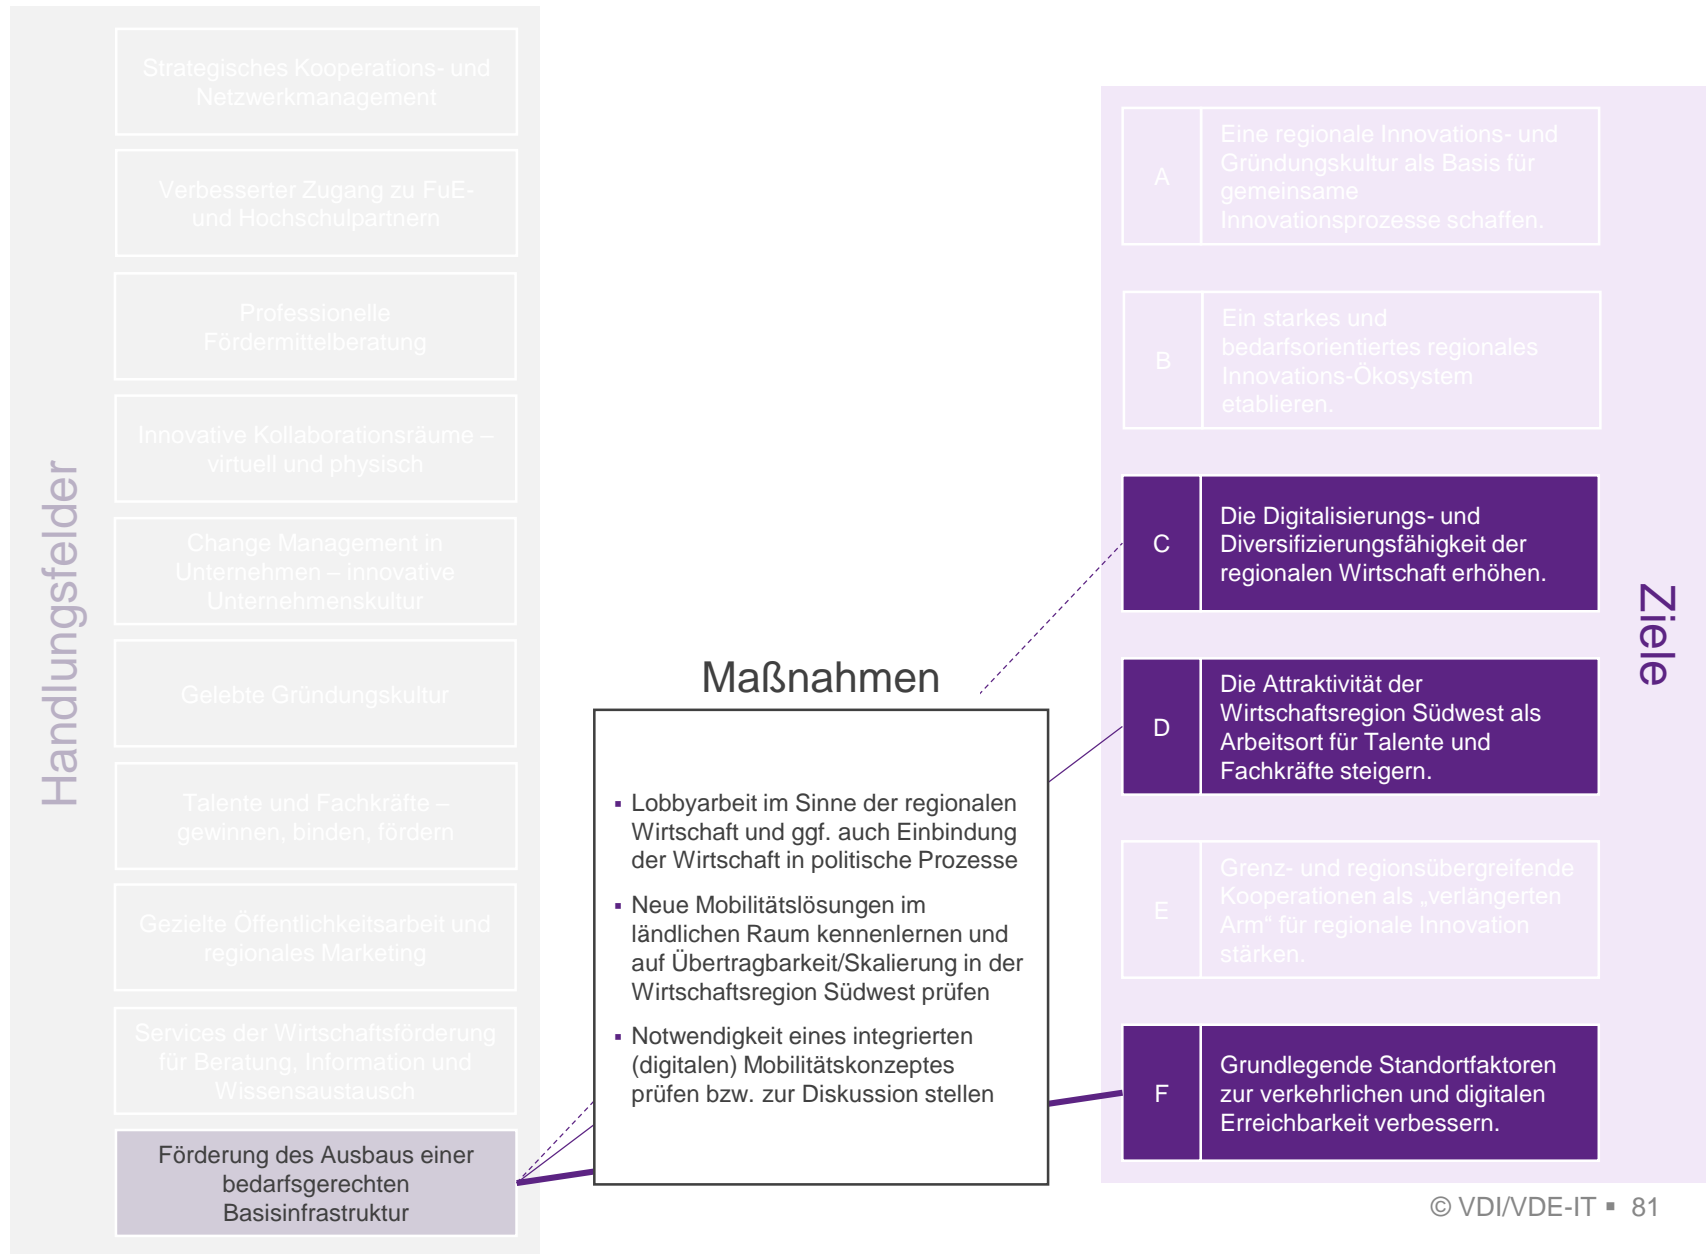 Handlungsfelder
Strategisches Kooperations- und
Netzwerkmanagement
Verbesserter Zugang zu FuE-
und Hochschulpartnern
Professionelle
Fördermittelberatung
Innovative Kollaborationsräume –
virtuell und physisch
Change Management in
Unternehmen – innovative
Unternehmenskultur
Gelebte Gründungskultur
Talente und Fachkräfte –
gewinnen, binden, fördern
Gezielte Öffentlichkeitsarbeit und
regionales Marketing
Services der Wirtschaftsförderung
für Beratung, Information und
Wissensaustausch
Förderung des Ausbaus einer
bedarfsgerechten
Basisinfrastruktur
Maßnahmen
▪ Lobbyarbeit im Sinne der regionalen
Wirtschaft und ggf. auch Einbindung
der Wirtschaft in politische Prozesse
▪ Neue Mobilitätslösungen im
ländlichen Raum kennenlernen und
auf Übertragbarkeit/Skalierung in der
Wirtschaftsregion Südwest prüfen
▪ Notwendigkeit eines integrierten
(digitalen) Mobilitätskonzeptes
prüfen bzw. zur Diskussion stellen
Ziele
A
Eine regionale Innovations- und
Gründungskultur als Basis für
gemeinsame
Innovationsprozesse schaffen.
B
Ein starkes und
bedarfsorientiertes regionales
Innovations-Ökosystem
etablieren.
C
Die Digitalisierungs- und
Diversifizierungsfähigkeit der
regionalen Wirtschaft erhöhen.
D
Die Attraktivität der
Wirtschaftsregion Südwest als
Arbeitsort für Talente und
Fachkräfte steigern.
E
Grenz- und regionsübergreifende
Kooperationen als „verlängerten
Arm“ für regionale Innovation
stärken.
F
Grundlegende Standortfaktoren
zur verkehrlichen und digitalen
Erreichbarkeit verbessern.
© VDI/VDE-IT ▪ 81